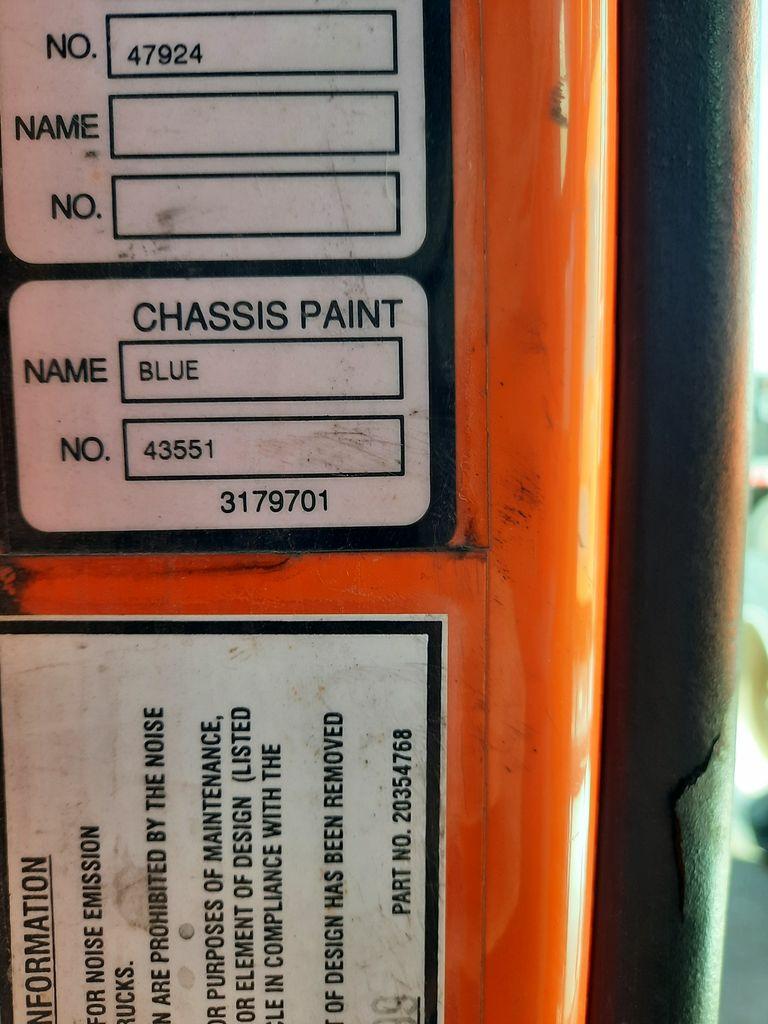 NO. 47924
NAME
NO.
CHASSIS PAINT
NAME BLUE
NO. 43551
3179701
NFORMATION
FOR NOISE EMISSION
RUCKS.
N ARE PROHIBITED BY THE NOISE
OR PURPOSES OF MAINTENANCE,
OR ELEMENT OF DESIGN (LISTED
CLE IN COMPLIANCE WITH THE
T OF DESIGN HAS BEEN REMOVED
PART NO. 20354768